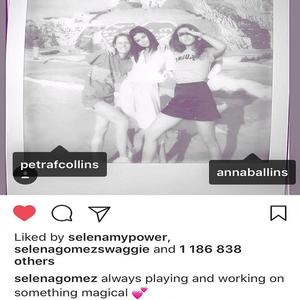 petrafcollins
annaballins
Liked by selenamypower,
selenagomezswaggie and 1 186 838
others
selenagomez always playing and working on
something magical 💕